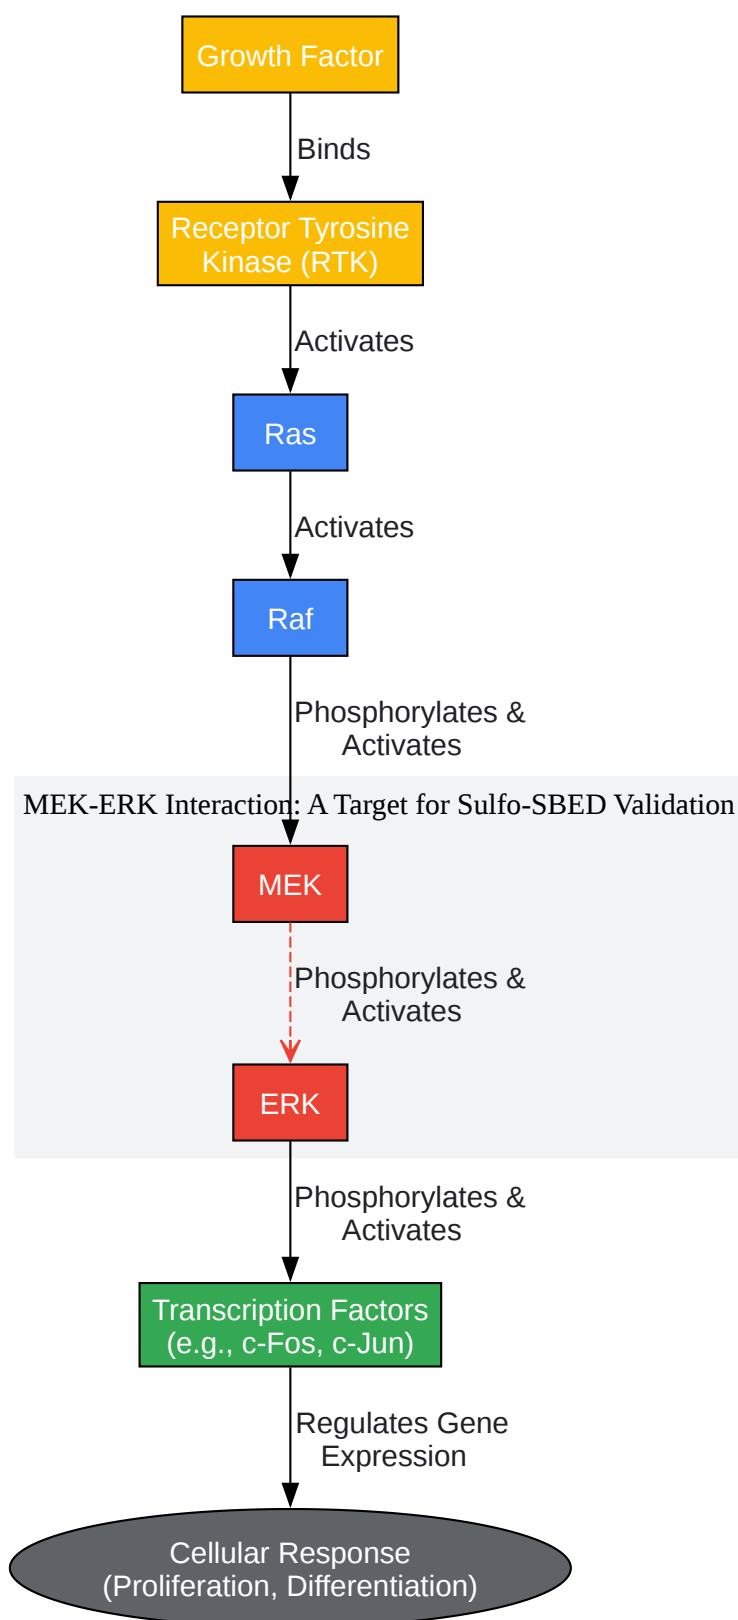 Growth Factor
Binds
Receptor Tyrosine
Kinase (RTK)
Activates
Ras
Activates
Raf
Phosphorylates &
Activates
MEK-ERK Interaction: A Target for Sulfo-SBED Validation
MEK
Phosphorylates &
Activates
ERK
Phosphorylates &
Activates
Transcription Factors
(e.g., c-Fos, c-Jun)
Regulates Gene
Expression
Cellular Response
(Proliferation, Differentiation)